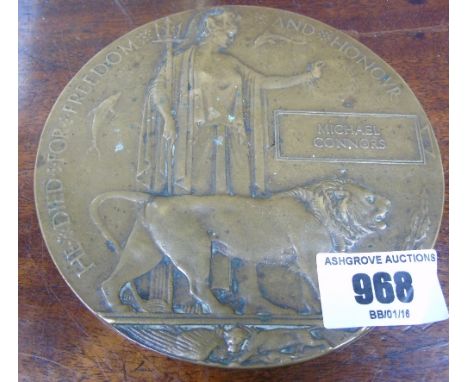 HE DIED FOR FREEDOM AND HONOUR
MICHAEL
CONNORS
ASHGROVE AUCTIONS
968
BB/01/16